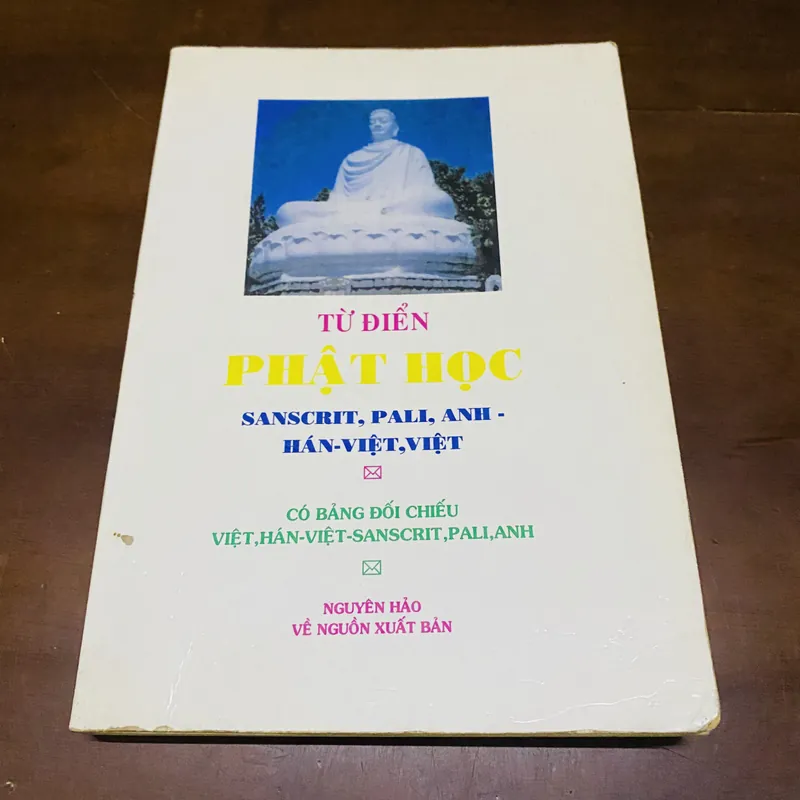 TỪ ĐIỂN
PHẬT HỌC
SANSCRIT, PALI, ANH -
HÁN-VIỆT,VIỆT
CÓ BẢNG ĐỐI CHIẾU
VIỆT,HÁN-VIỆT-SANSCRIT,PALI,ANH
NGUYÊN HẢO
VỀ NGUỒN XUẤT BẢN